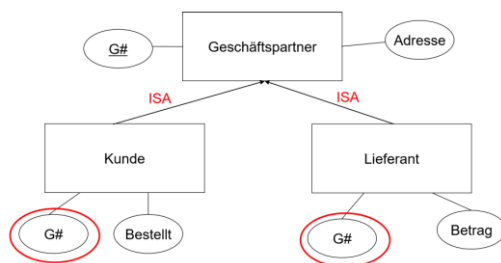 G#
Geschäftspartner
Adresse
ISA
ISA
Kunde
Lieferant
G#
Bestellt
G#
Betrag